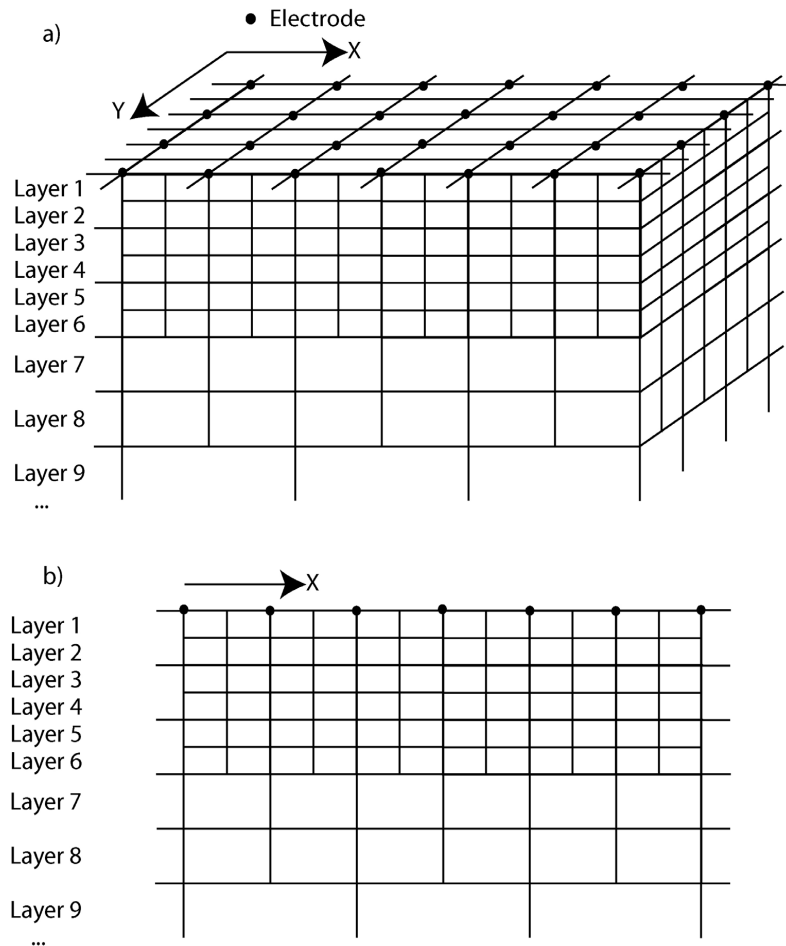 Electrode
a)
X
Y
Layer 1
Layer 2
Layer 3
Layer 4
Layer 5
Layer 6
Layer 7
Layer 8
Layer 9
...
b)
X
Layer 1
Layer 2
Layer 3
Layer 4
Layer 5
Layer 6
Layer 7
Layer 8
Layer 9
...